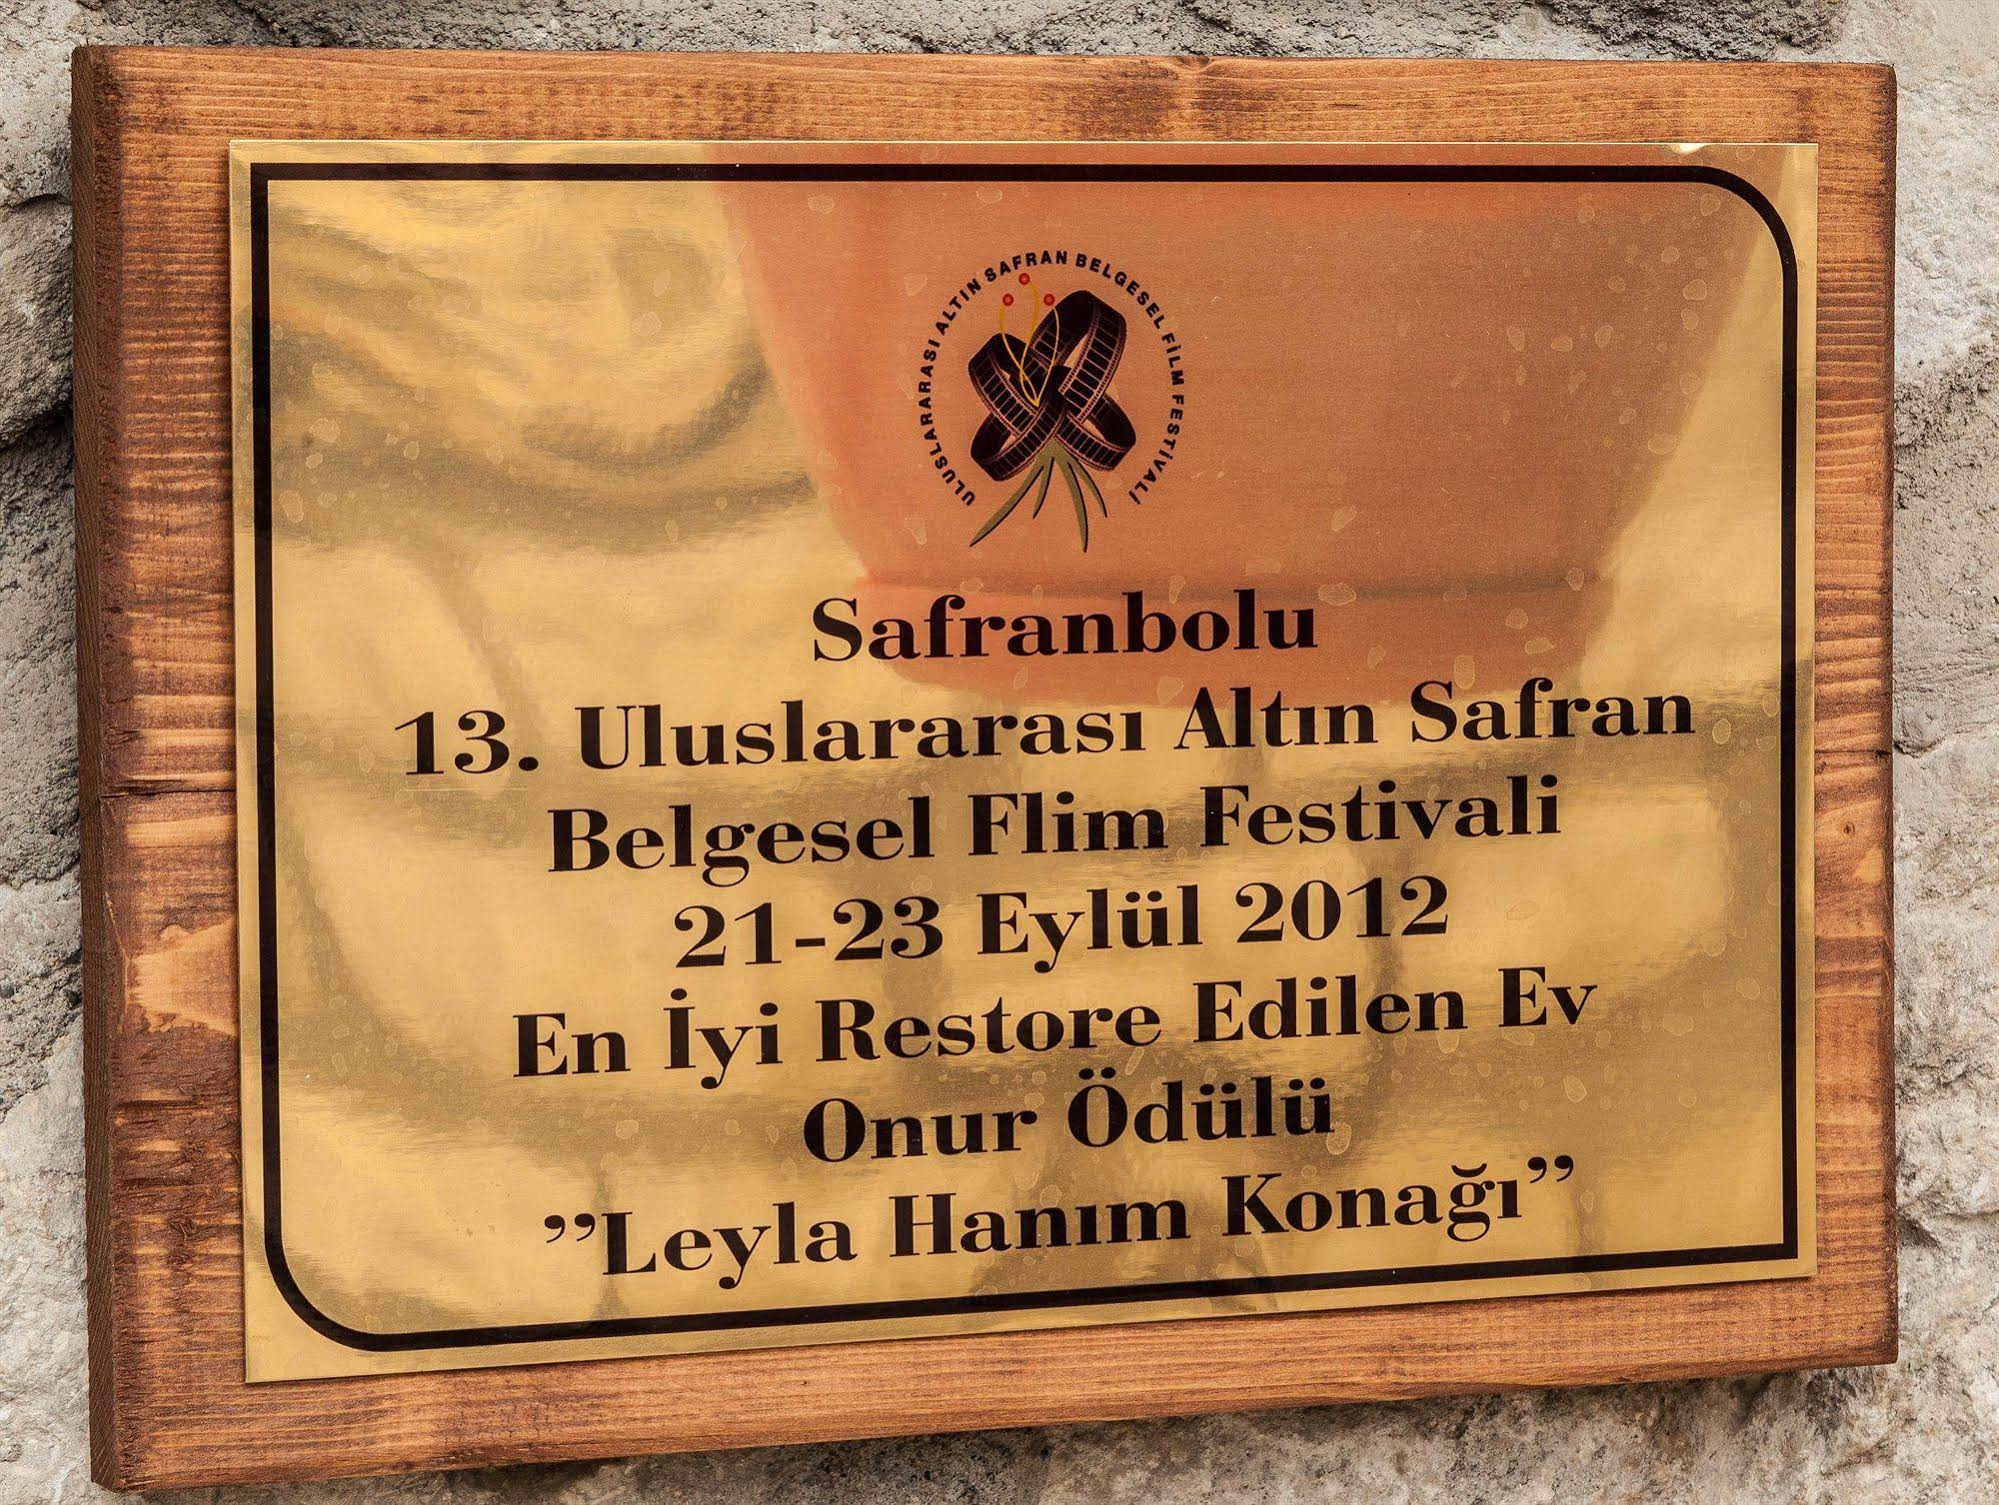 ULUSLARARASI ALTIN SAFRAN BELGESEL FİLM FESTİVALİ
Safranbolu
13. Uluslararası Altın Safran
Belgesel Flim Festivali
21-23 Eylül 2012
En İyi Restore Edilen Ev
Onur Ödülü
”Leyla Hanım Konağı”